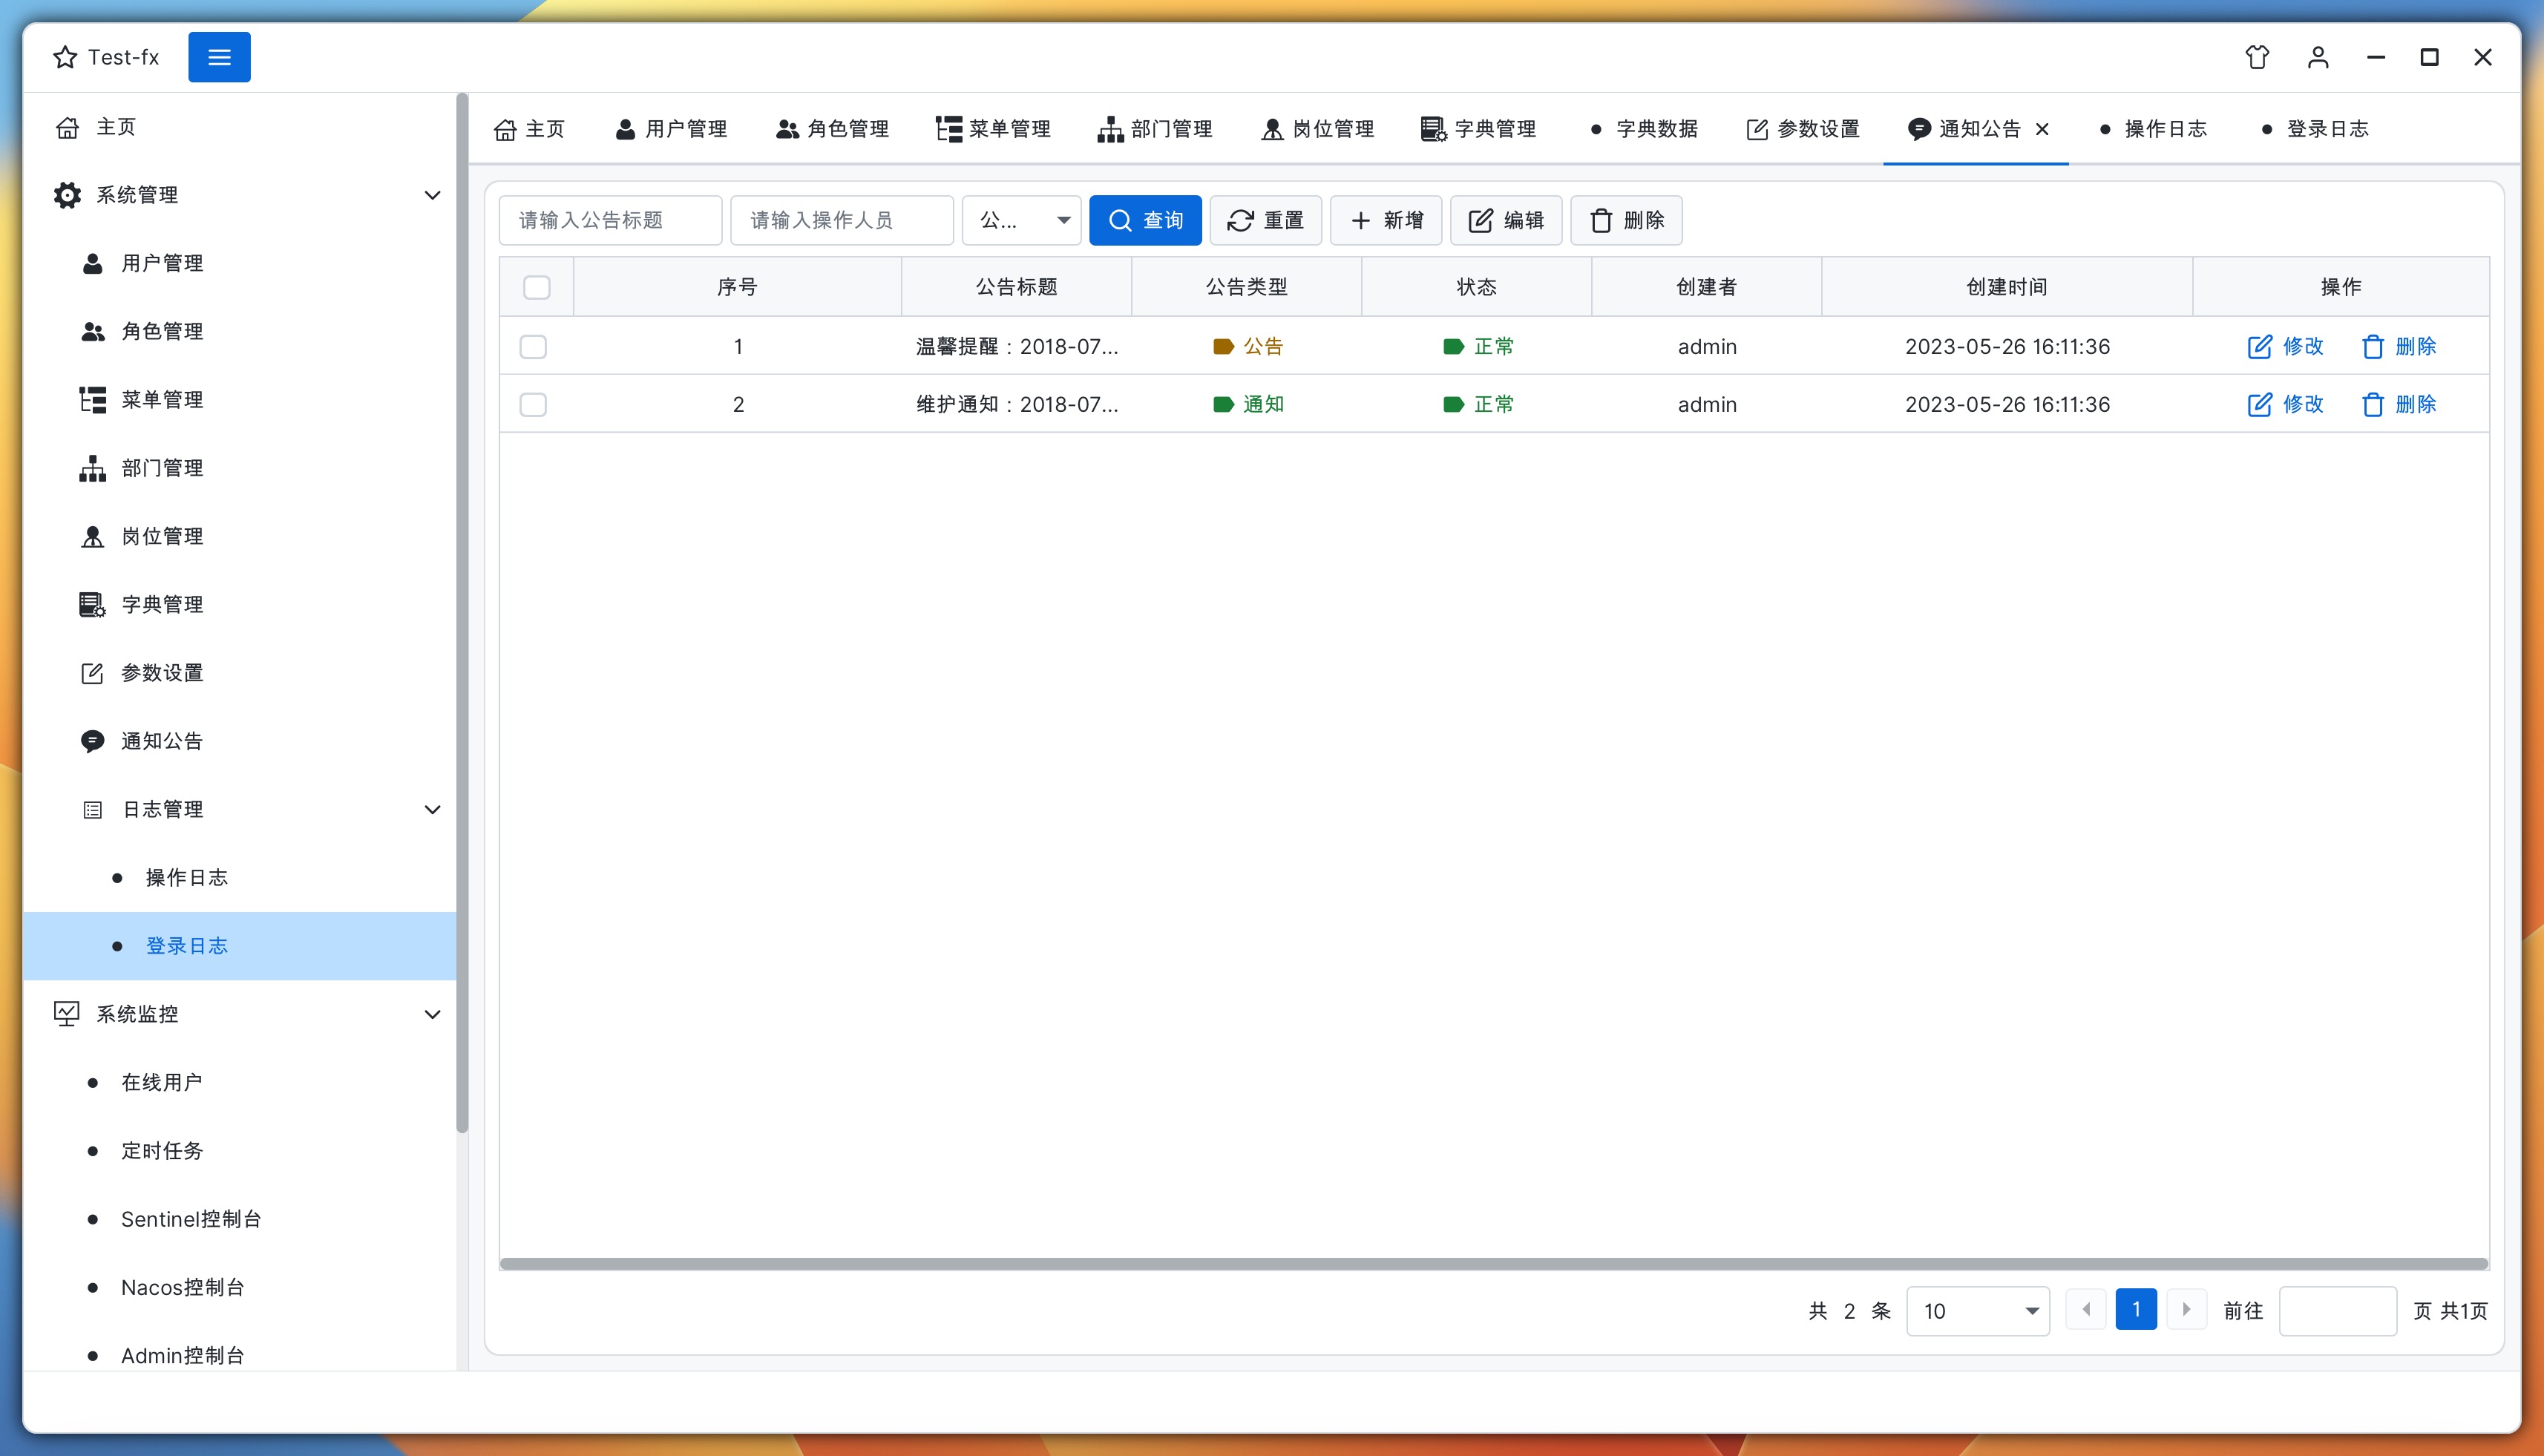 Test-fx
主页
系统管理
用户管理
角色管理
菜单管理
部门管理
岗位管理
字典管理
参数设置
通知公告
日志管理
操作日志
登录日志
系统监控
在线用户
定时任务
Sentinel控制台
Nacos控制台
Admin控制台
主页 用户管理 角色管理 菜单管理 部门管理 岗位管理 字典管理 字典数据 参数设置 通知公告 操作日志 登录日志
请输入公告标题 请输入操作人员 公... 查询 重置 新增 编辑 删除
序号 公告标题 公告类型 状态 创建者 创建时间 操作
1 温馨提醒：2018-07... 公告 正常 admin 2023-05-26 16:11:36 修改 删除
2 维护通知：2018-07... 通知 正常 admin 2023-05-26 16:11:36 修改 删除
共 2 条 10 1 前往 页 共1页